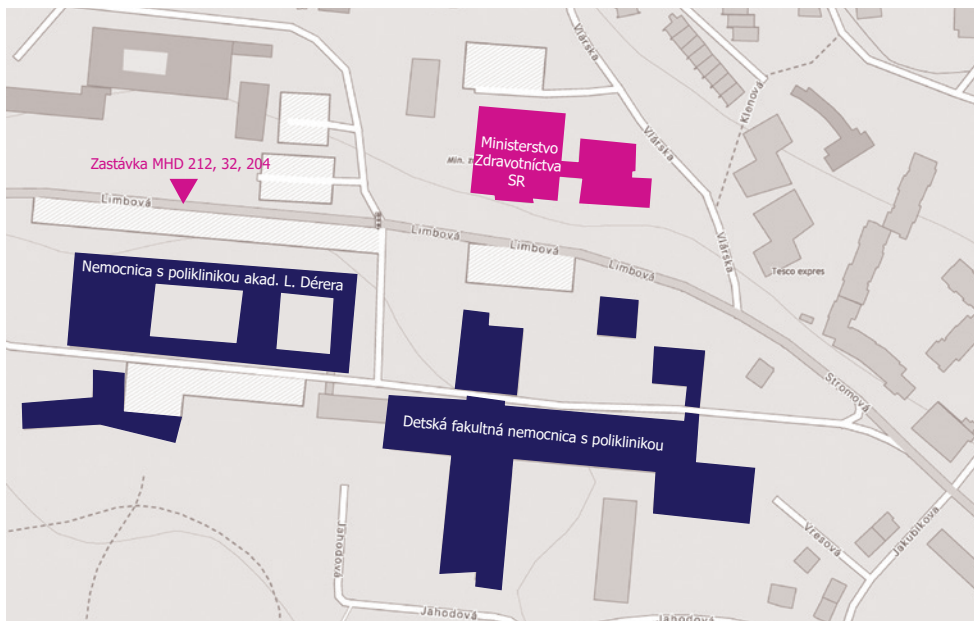 Vlárska
Klenová
Ministerstvo
Zdravotníctva
SR
Min. z
Vlárska
Zastávka MHD 212, 32, 204
Limbová
Limbová
Limbová
Limbová
Vlárska
Tesco expres
Nemocnica s poliklinikou akad. L. Dérera
Stromová
Detská fakultná nemocnica s poliklinikou
Jahodová
Vresová
Jakubíkova
Jahodová
Jahodová